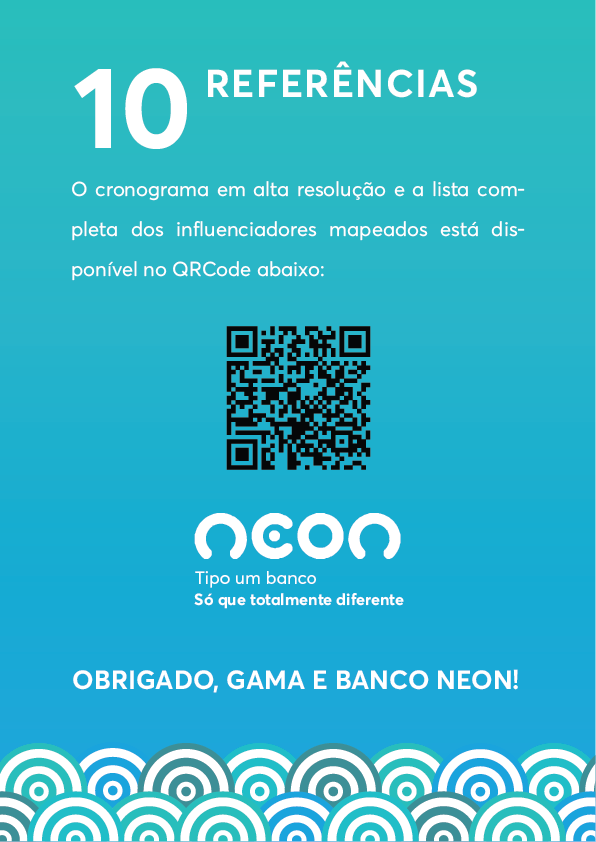 10 REFERÊNCIAS
O cronograma em alta resolução e a lista com-
pleta dos influenciadores mapeados está dis-
ponível no QRCode abaixo:
neon
Tipo um banco
Só que totalmente diferente
OBRIGADO, GAMA E BANCO NEON!